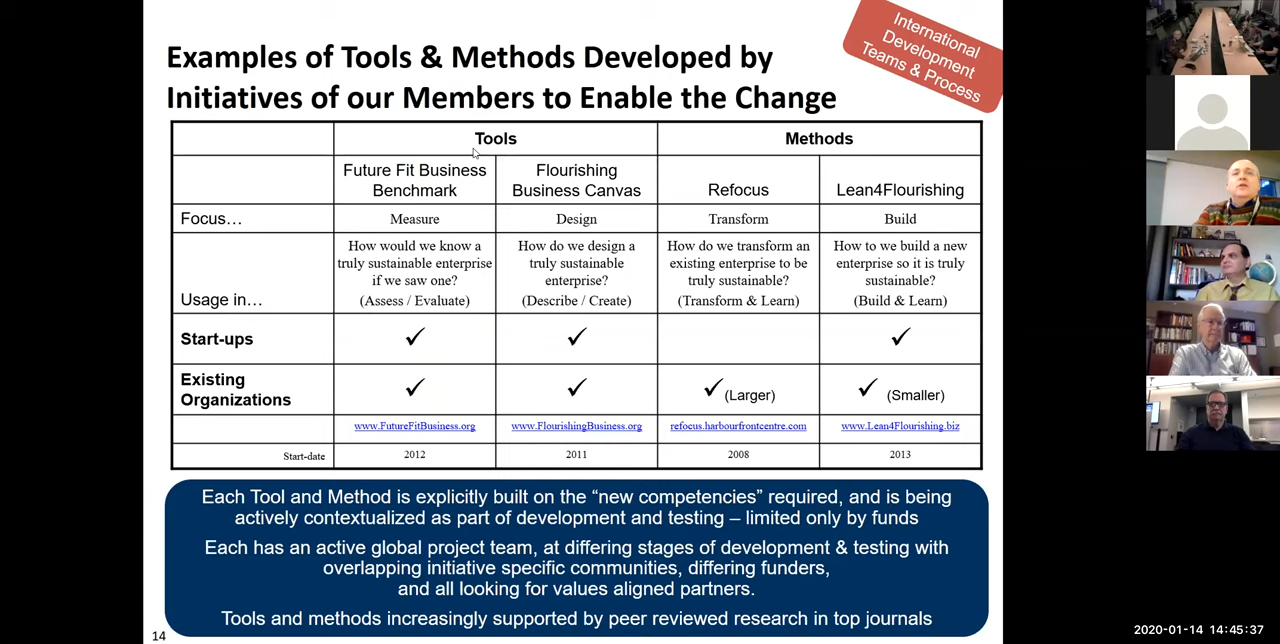 International
Development
Teams & Process
Examples of Tools & Methods Developed by
Initiatives of our Members to Enable the Change
Tools
Methods
Future Fit Business
Benchmark
Flourishing
Business Canvas
Refocus
Lean4Flourishing
Focus…
Measure
Design
Transform
Build
Usage in…
How would we know a
truly sustainable enterprise
if we saw one?
(Assess / Evaluate)
How do we design a
truly sustainable
enterprise?
(Describe / Create)
How do we transform an
existing enterprise to be
truly sustainable?
(Transform & Learn)
How to we build a new
enterprise so it is truly
sustainable?
(Build & Learn)
Start-ups
✓
✓
✓
Existing
Organizations
✓
✓
✓(Larger)
✓ (Smaller)
www.FutureFitBusiness.org
www.FlourishingBusiness.org
refocus.harbourfrontcentre.com
www.Lean4Flourishing.biz
Start-date
2012
2011
2008
2013
Each Tool and Method is explicitly built on the “new competencies” required, and is being
actively contextualized as part of development and testing – limited only by funds
Each has an active global project team, at differing stages of development & testing with
overlapping initiative specific communities, differing funders,
and all looking for values aligned partners.
Tools and methods increasingly supported by peer reviewed research in top journals
14
2020-01-14 14:45:37